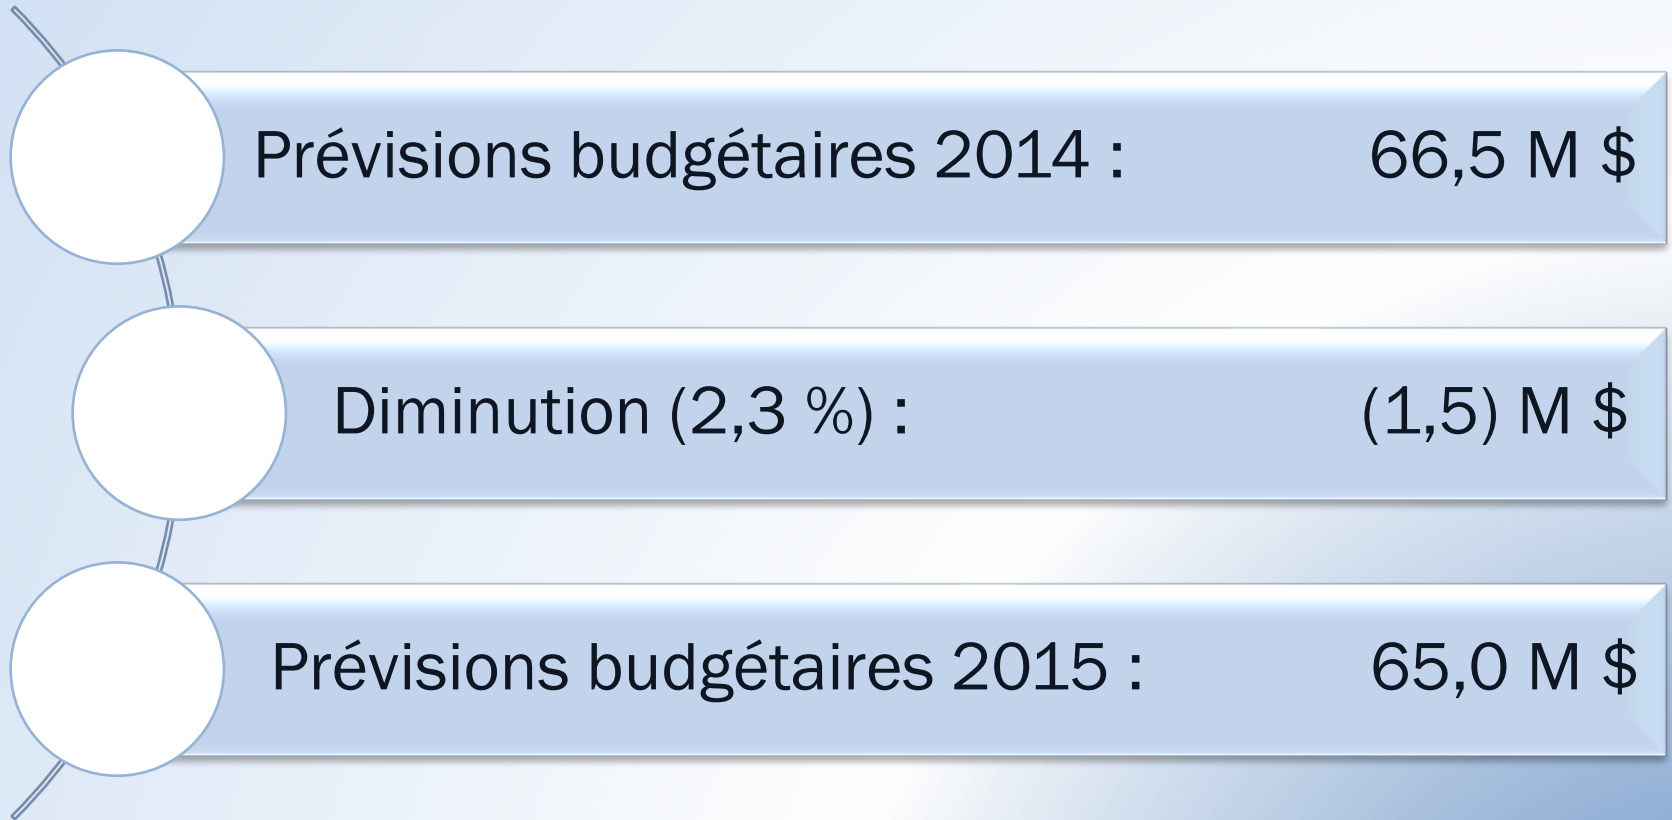 Prévisions budgétaires 2014 : 66,5 M $
Diminution (2,3 %) : (1,5) M $
Prévisions budgétaires 2015 : 65,0 M $